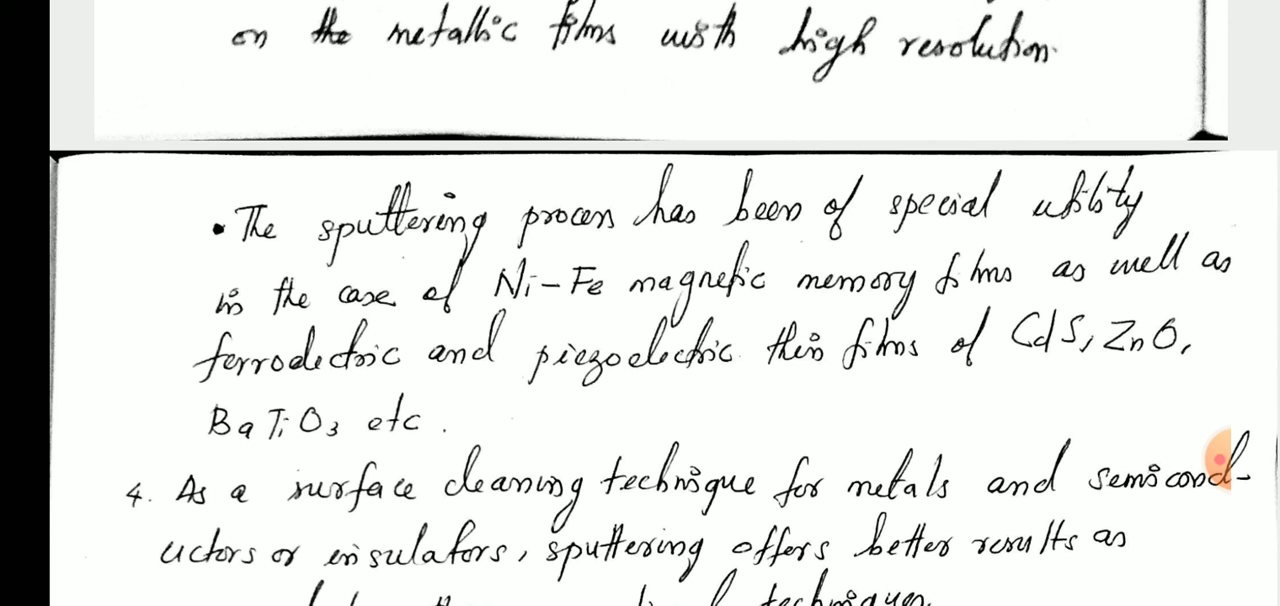 on the metallic films with high resolution.
• The sputtering process has been of special utility
in the case of Ni-Fe magnetic memory films as well as
ferroelectric and piezoelectric thin films of CdS, ZnO,
BaTiO3 etc.
4. As a surface cleaning technique for metals and semicond-
uctors or insulators, sputtering offers better results as
techniques.